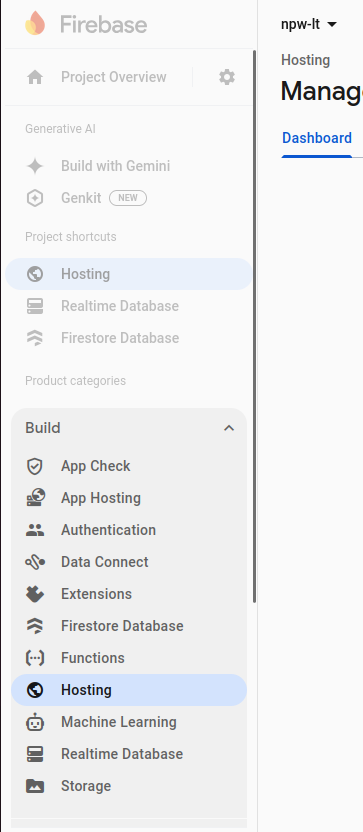 Firebase
Project Overview
Generative AI
Build with Gemini
Genkit NEW
Project shortcuts
Hosting
Realtime Database
Firestore Database
Product categories
Build
App Check
App Hosting
Authentication
Data Connect
Extensions
Firestore Database
Functions
Hosting
Machine Learning
Realtime Database
Storage
npw-lt
Hosting
Manag
Dashboard